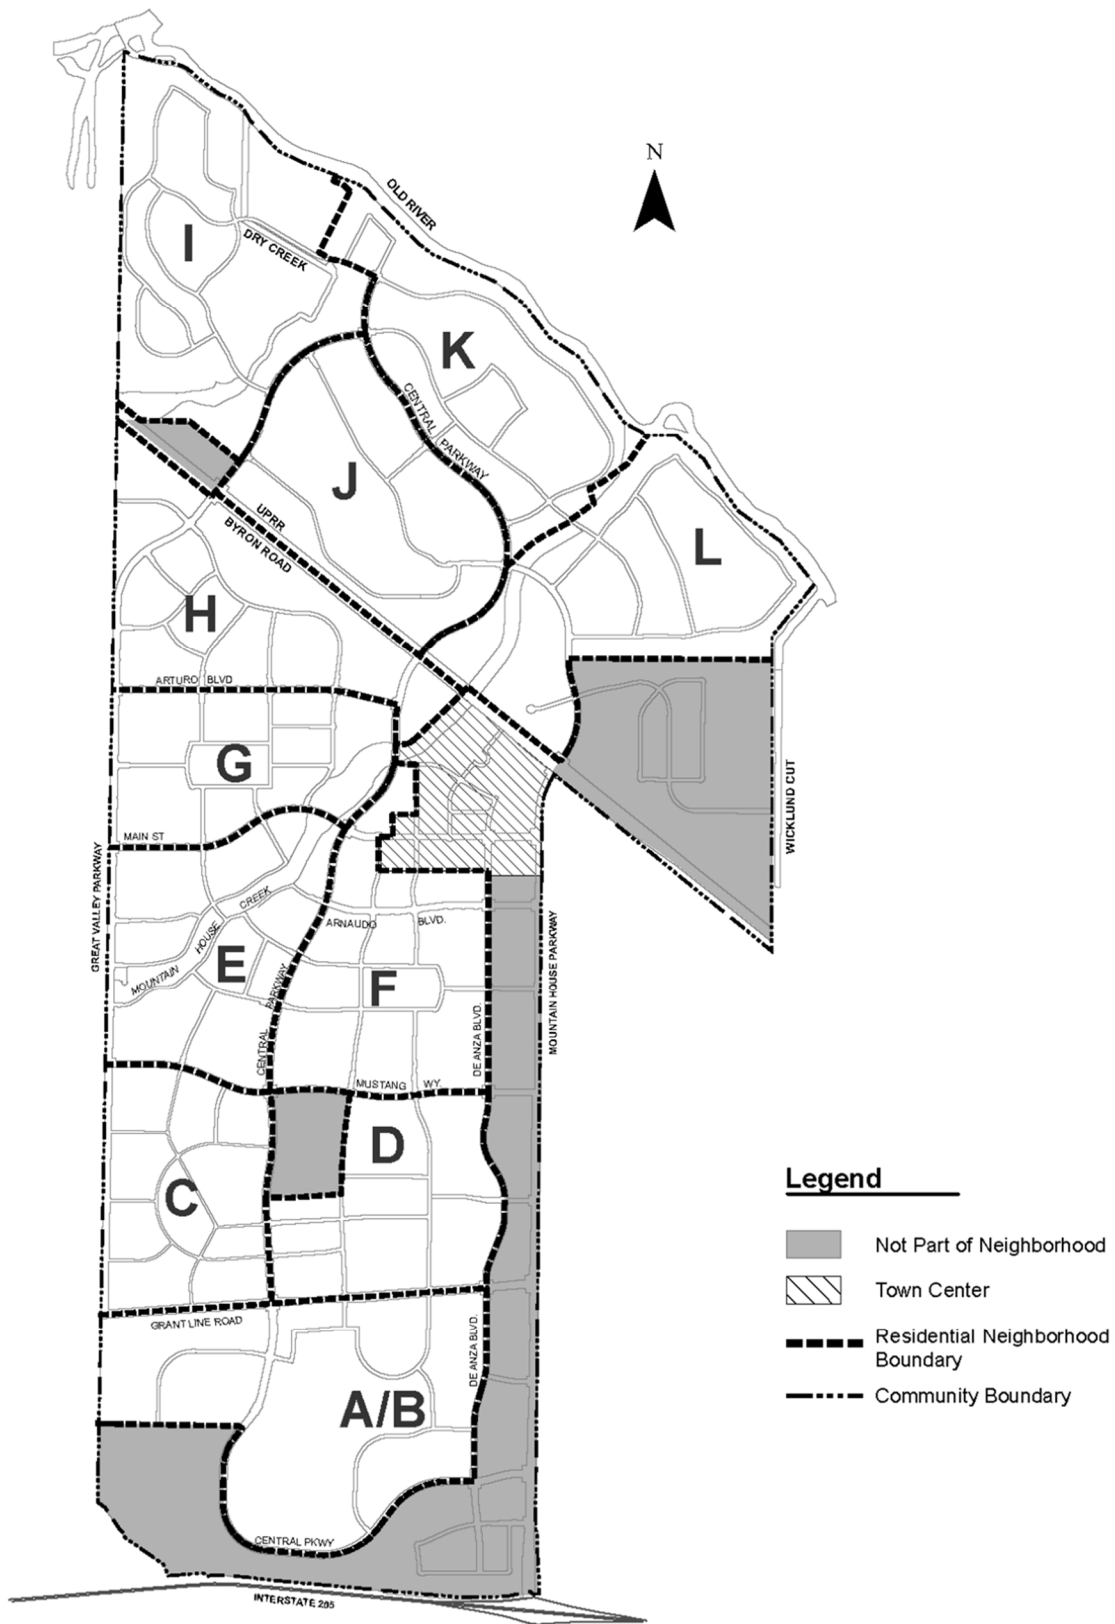 N
OLD RIVER
I
DRY CREEK
K
CENTRAL
PARKWAY
J
UPRR
BYRON ROAD
L
H
ARTURO BLVD
G
MAIN ST
WICKLUND CUT
GREAT VALLEY PARKWAY
CREEK
HOUSE
MOUNTAIN
ARNAUDO BLVD.
E
F
CENTRAL
PARKWAY
DE ANZA BLVD.
MOUNTAIN HOUSE PARKWAY
MUSTANG WY.
D
C
GRANT LINE ROAD
DE ANZA BLVD.
A/B
CENTRAL PKWY
INTERSTATE 205
Legend
Not Part of Neighborhood
Town Center
Residential Neighborhood
Boundary
Community Boundary